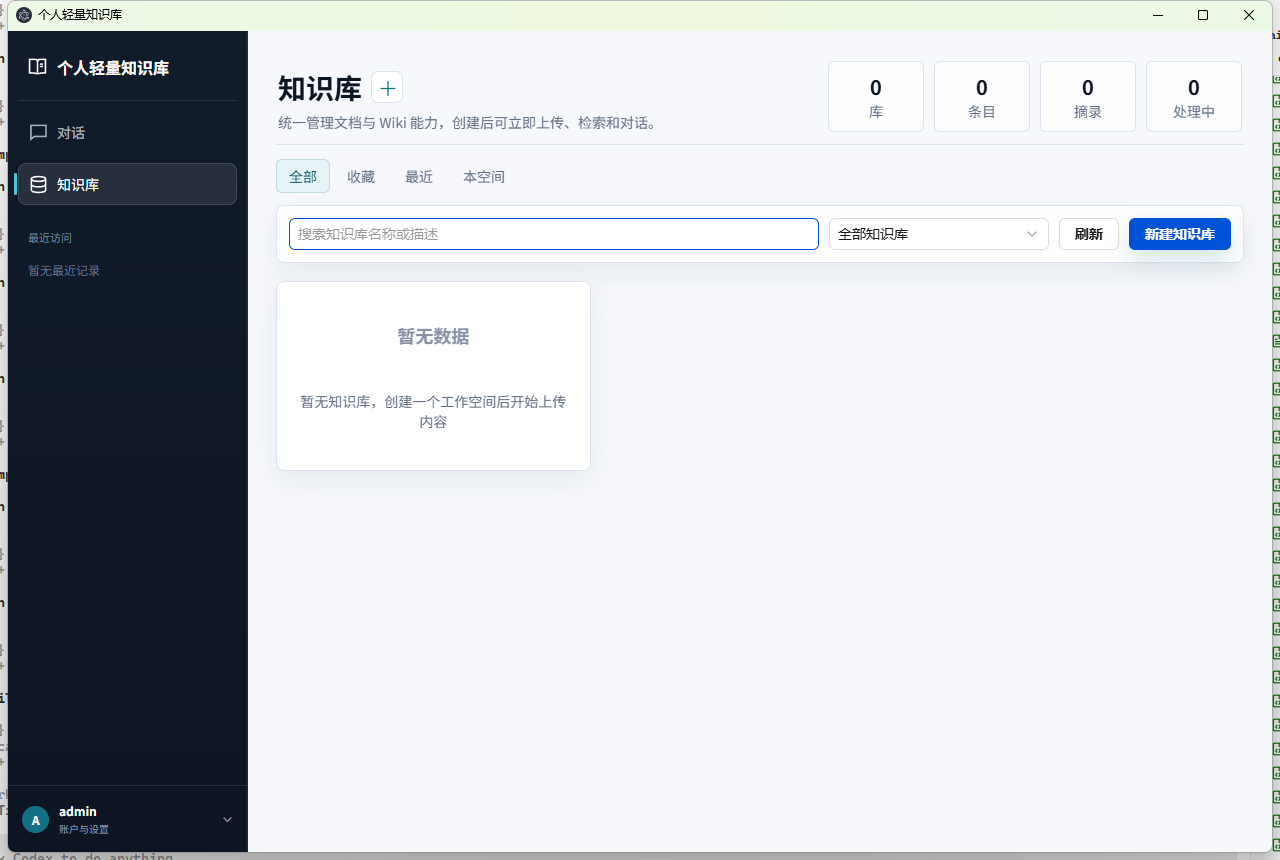 个人轻量知识库
个人轻量知识库
对话
知识库
最近访问
暂无最近记录
admin
账户与设置
A
知识库
统一管理文档与 Wiki 能力，创建后可立即上传、检索和对话。
0
库
0
条目
0
摘录
0
处理中
全部 收藏 最近 本空间
搜索知识库名称或描述
全部知识库
刷新
新建知识库
暂无数据
暂无知识库，创建一个工作空间后开始上传
内容
Codex to do anything